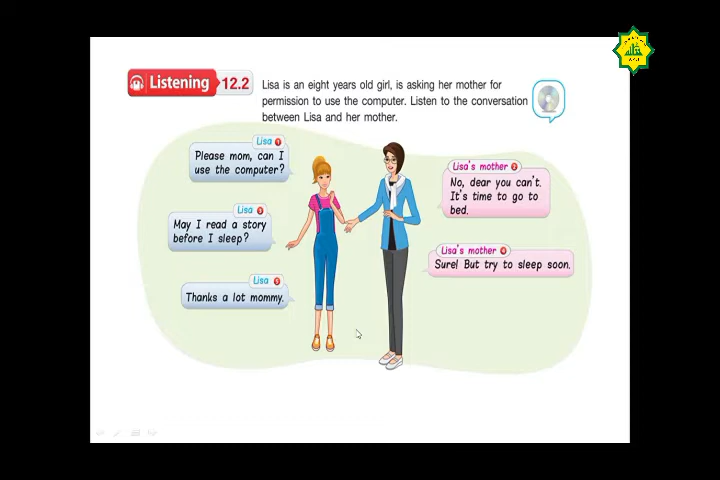 Listening 12.2
Lisa is an eight years old girl, is asking her mother for
permission to use the computer. Listen to the conversation
between Lisa and her mother.
Lisa 1
Please mom, can I
use the computer?
Lisa's mother 2
No, dear you can't.
It's time to go to
bed.
Lisa 3
May I read a story
before I sleep?
Lisa's mother 4
Sure! But try to sleep soon.
Lisa 5
Thanks a lot mommy.